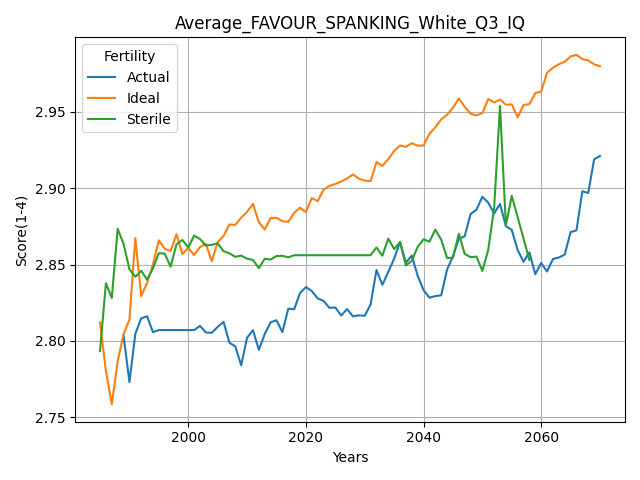 Average_FAVOUR_SPANKING_White_Q3_IQ
Fertility
Actual
Ideal
Sterile
Score(1-4)
2.95
2.90
2.85
2.80
2.75
2000
2020
2040
2060
Years